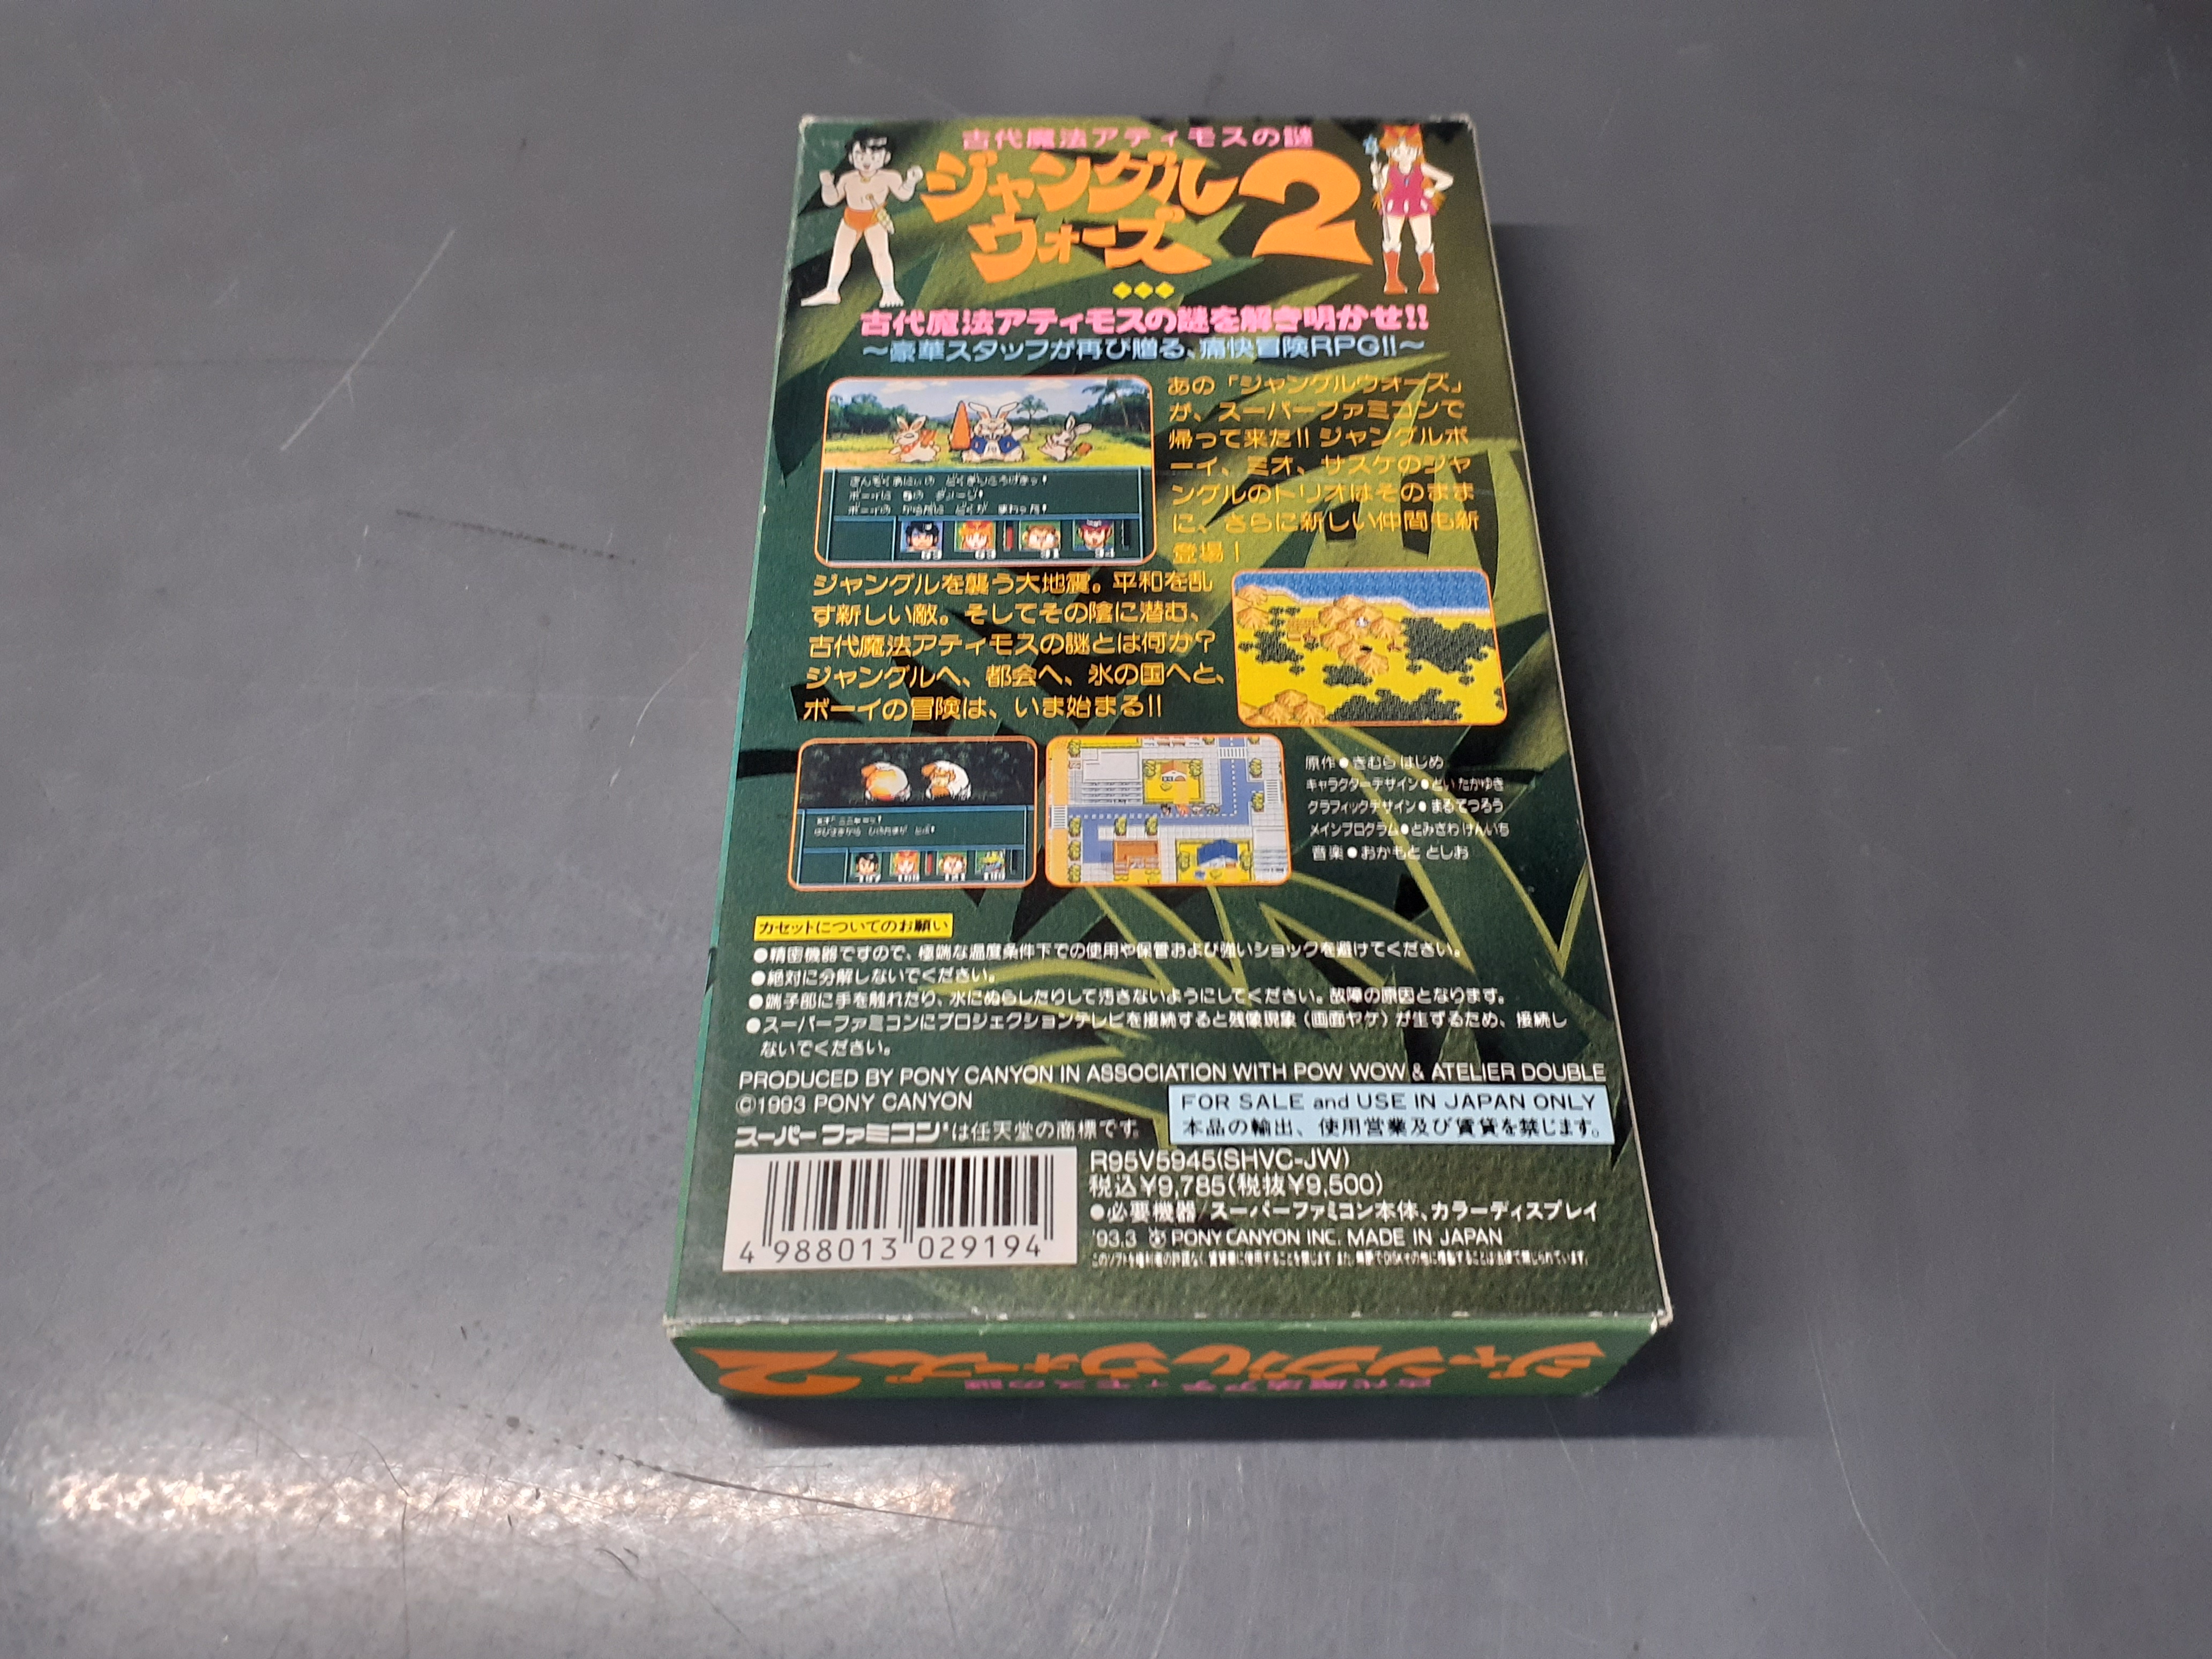 古代魔法アティモスの謎
ジャングル
ウォーズ2
古代魔法アティモスの謎を解き明かせ!!
〜豪華スタッフが再び贈る、痛快冒険RPG!!〜
あの「ジャングルウォーズ」
が、スーパーファミコンで
帰って来た!! ジャングルボ
ーイ、ミオ、サスケのジャ
ングルのトリオはそのまま
に、さらに新しい仲間も新
登場!
ジャングルを襲う大地震。平和を乱
す新しい敵。そしてその陰に潜む、
古代魔法アティモスの謎とは何か?
ジャングルへ、都会へ、氷の国へと、
ボーイの冒険は、いま始まる!!
原作●きむら はじめ
キャラクターデザイン●とい たかゆき
グラフィックデザイン●まる てつろう
メインプログラム●とみざわ けんいち
音楽●おかもと としお
カセットについてのお願い
●精密機器ですので、極端な温度条件下での使用や保管および強いショックを避けてください。
●絶対に分解しないでください。
●端子部に手を触れたり、水にぬらしたりして汚さないようにしてください。故障の原因となります。
●スーパーファミコンにプロジェクションテレビを接続すると残像現象(画面ヤケ)が生ずるため、接続し
ないでください。
PRODUCED BY PONY CANYON IN ASSOCIATION WITH POW WOW & ATELIER DOUBLE
©1993 PONY CANYON
FOR SALE and USE IN JAPAN ONLY
本品の輸出、使用営業及び賃貸を禁じます。
スーパーファミコン®は任天堂の商標です。
R95V5945(SHVC-JW)
税込¥9,785(税抜¥9,500)
●必要機器/スーパーファミコン本体、カラーディスプレイ
'93.3 PONY CANYON INC. MADE IN JAPAN
4 988013 029194
ジャングルウォーズ2
古代魔法アティモスの謎